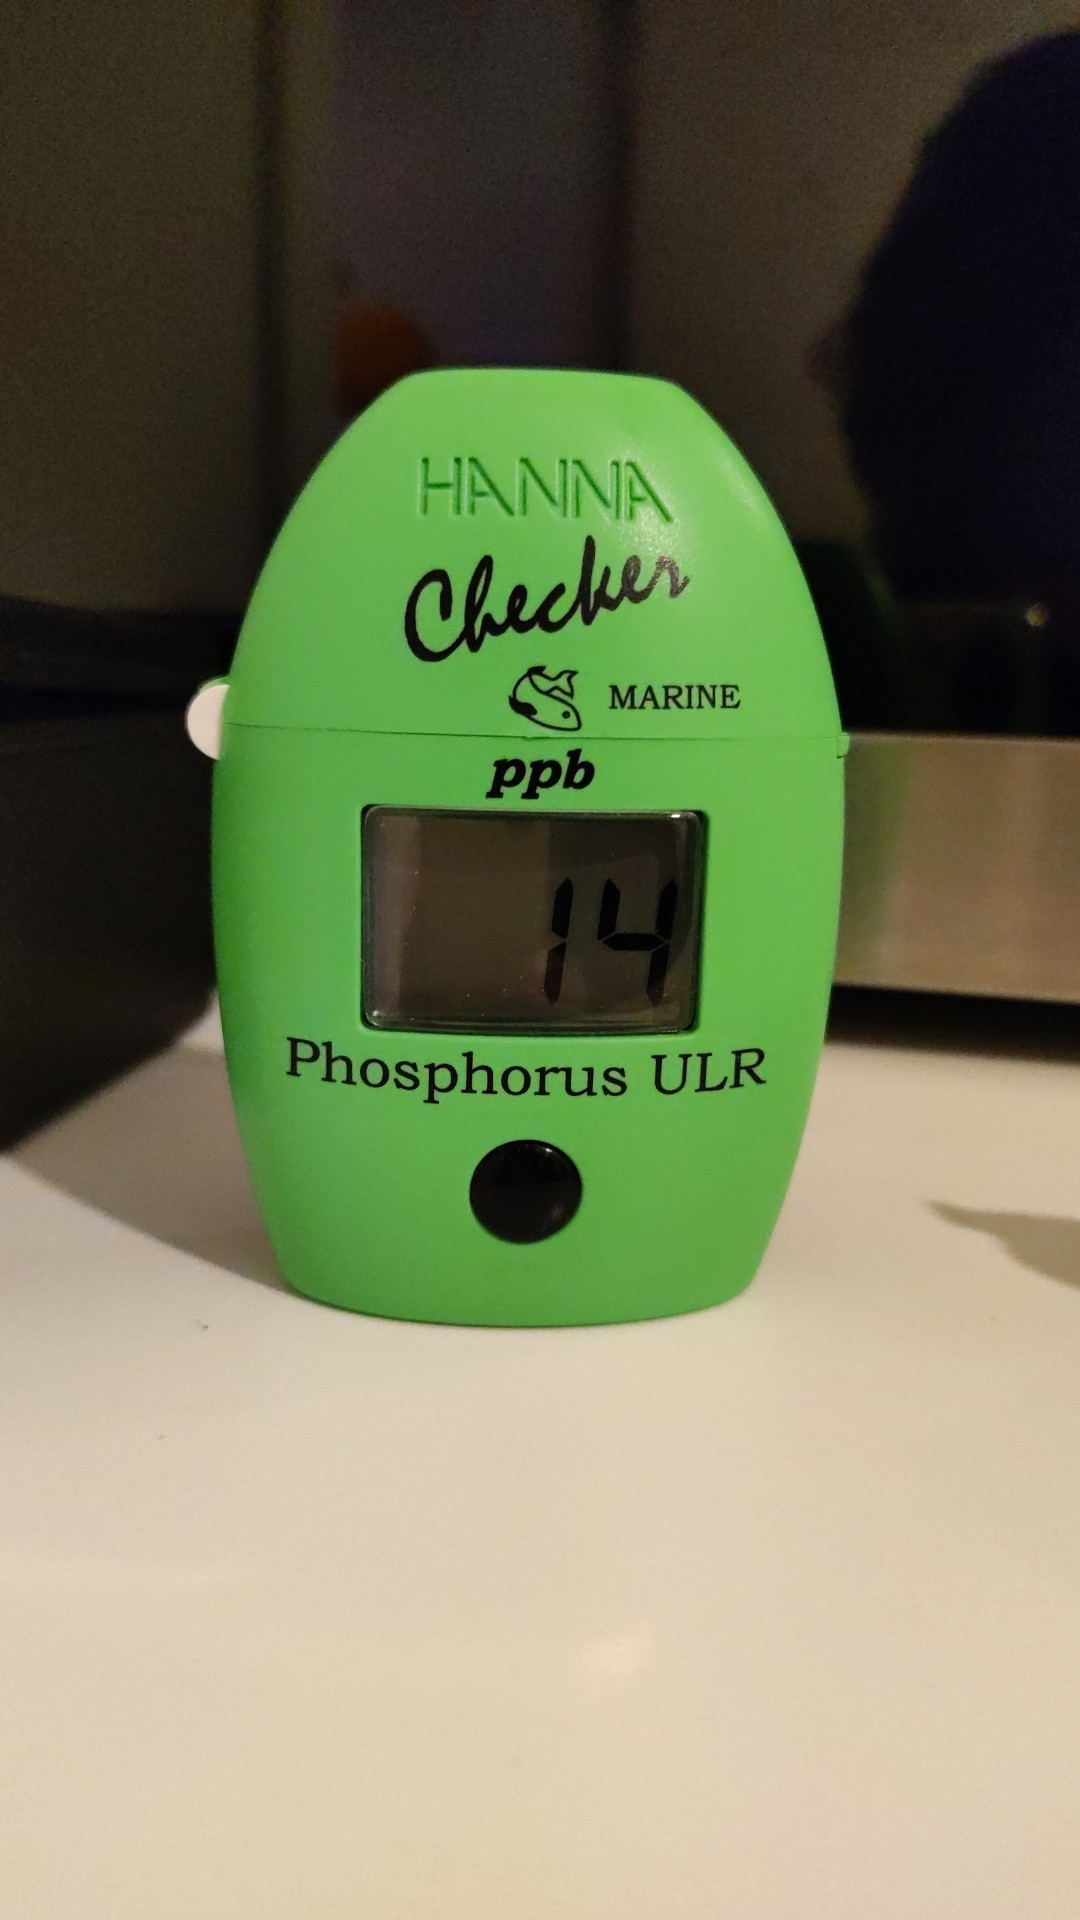 HANNA
Checker
MARINE
ppb
14
Phosphorus ULR